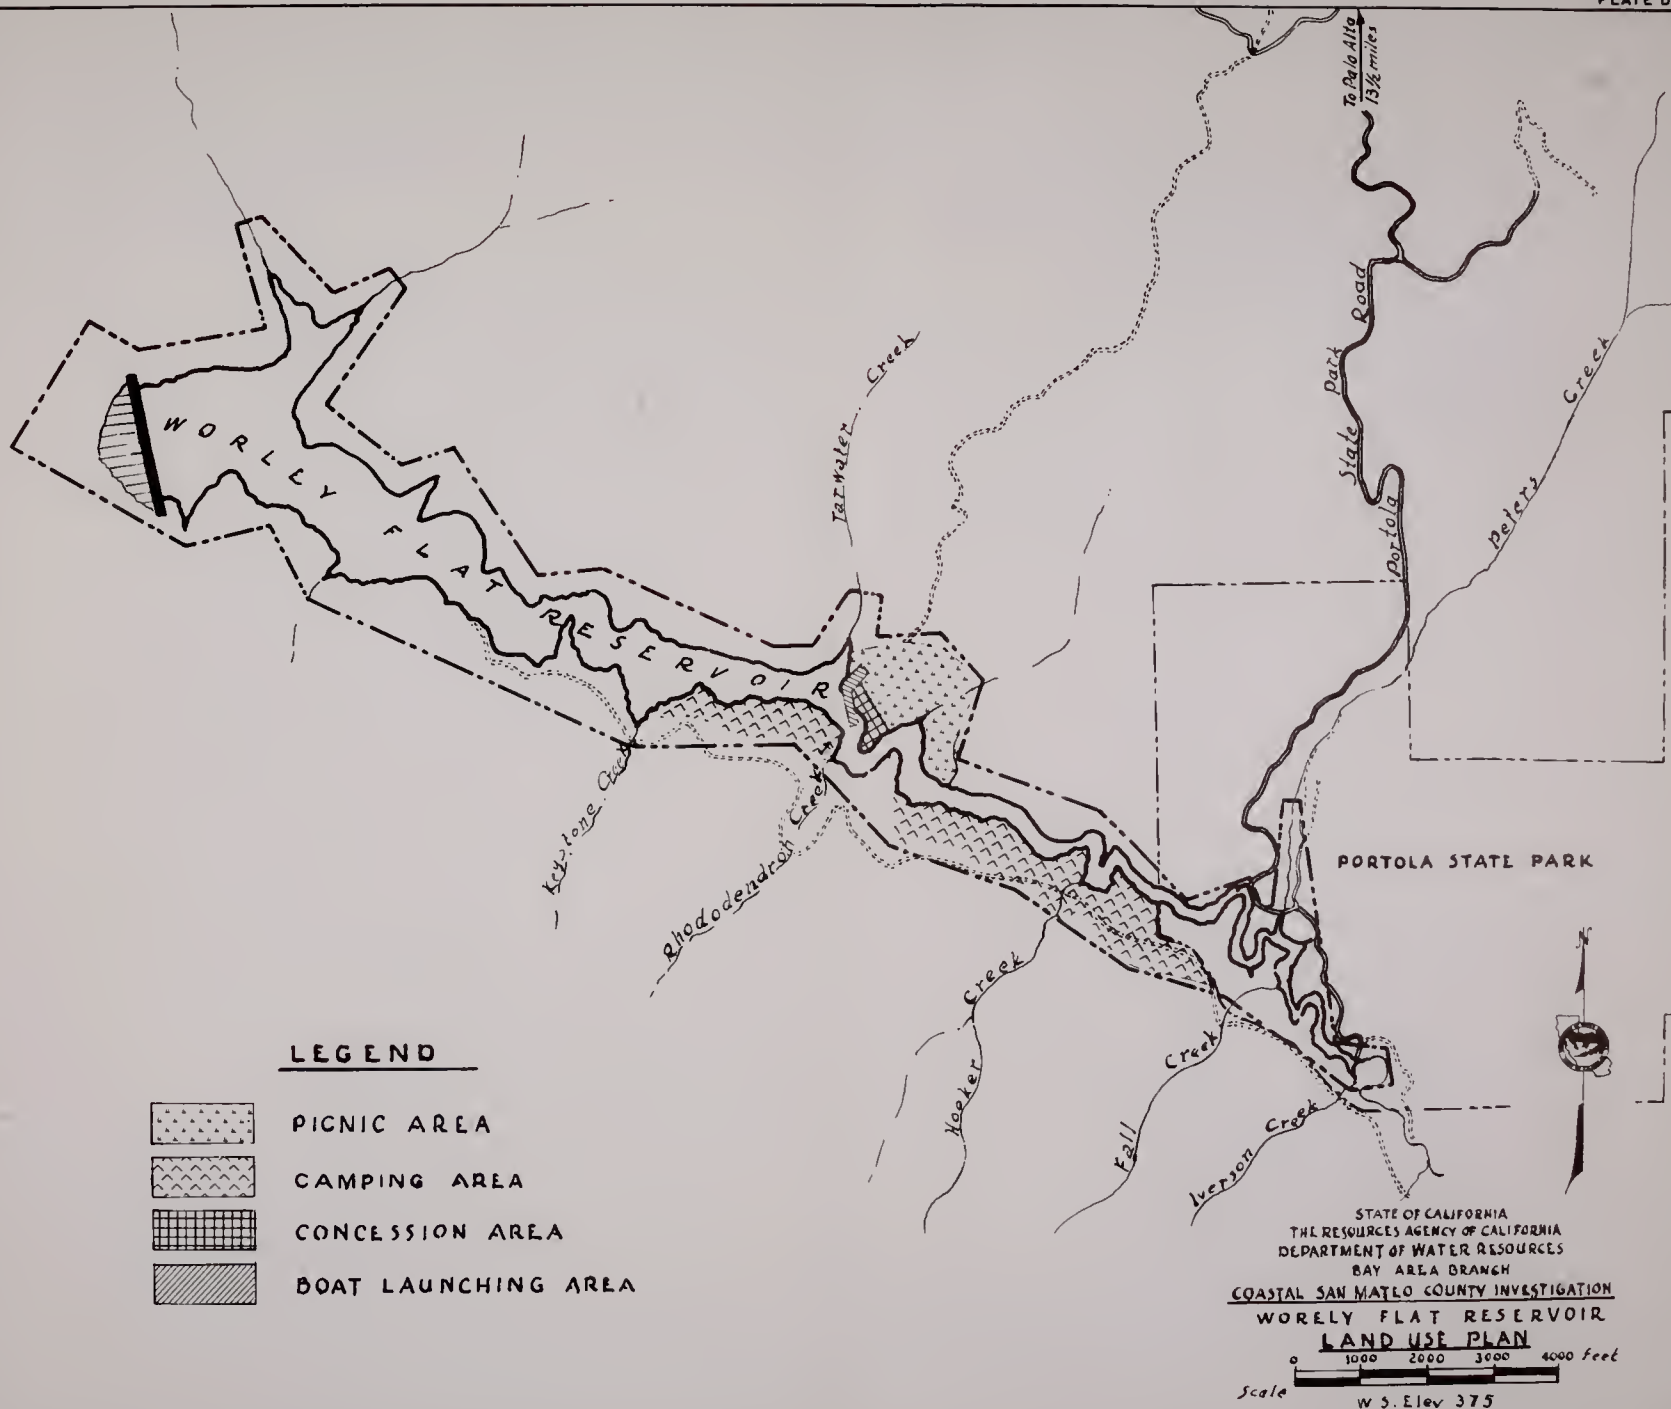 To Palo Alto
13½ miles
Portola State Park Road
Peters Creek
Tarwater Creek
WORLEY FLAT RESERVOIR
Keystone Creek
Rhododendron Creek
Hooker Creek
Fall Creek
Iverson Creek
PORTOLA STATE PARK
N
LEGEND
PICNIC AREA
CAMPING AREA
CONCESSION AREA
BOAT LAUNCHING AREA
STATE OF CALIFORNIA
THE RESOURCES AGENCY OF CALIFORNIA
DEPARTMENT OF WATER RESOURCES
BAY AREA BRANCH
COASTAL SAN MATEO COUNTY INVESTIGATION
WORELY FLAT RESERVOIR
LAND USE PLAN
0 1000 2000 3000 4000 Feet
Scale
W S. Elev 375